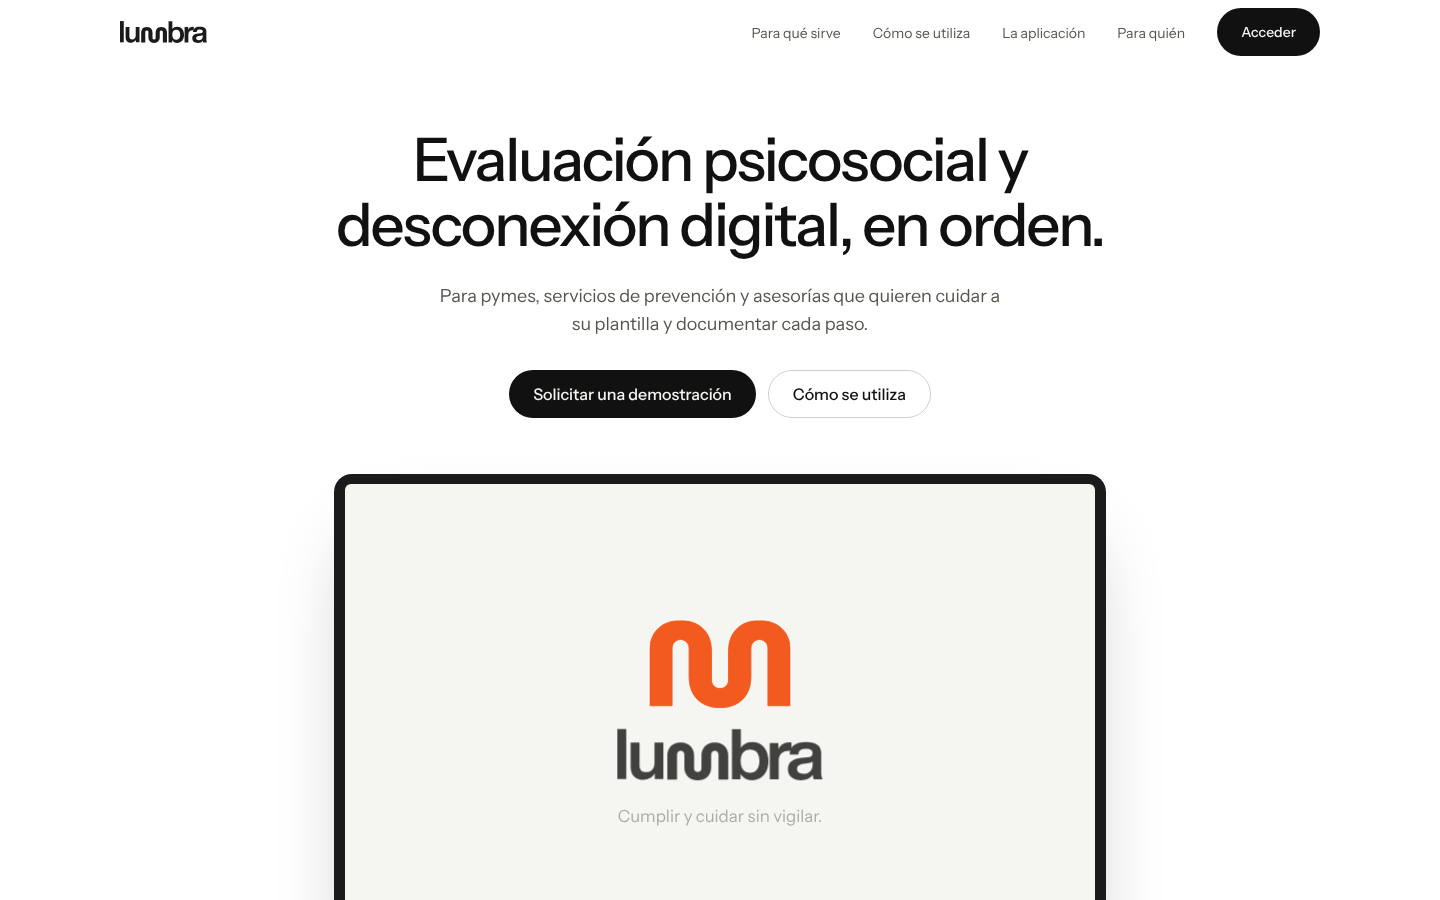 lumbra
Para qué sirve
Cómo se utiliza
La aplicación
Para quién
Acceder
Evaluación psicosocial y
desconexión digital, en orden.
Para pymes, servicios de prevención y asesorías que quieren cuidar a
su plantilla y documentar cada paso.
Solicitar una demostración
Cómo se utiliza
lumbra
Cumplir y cuidar sin vigilar.